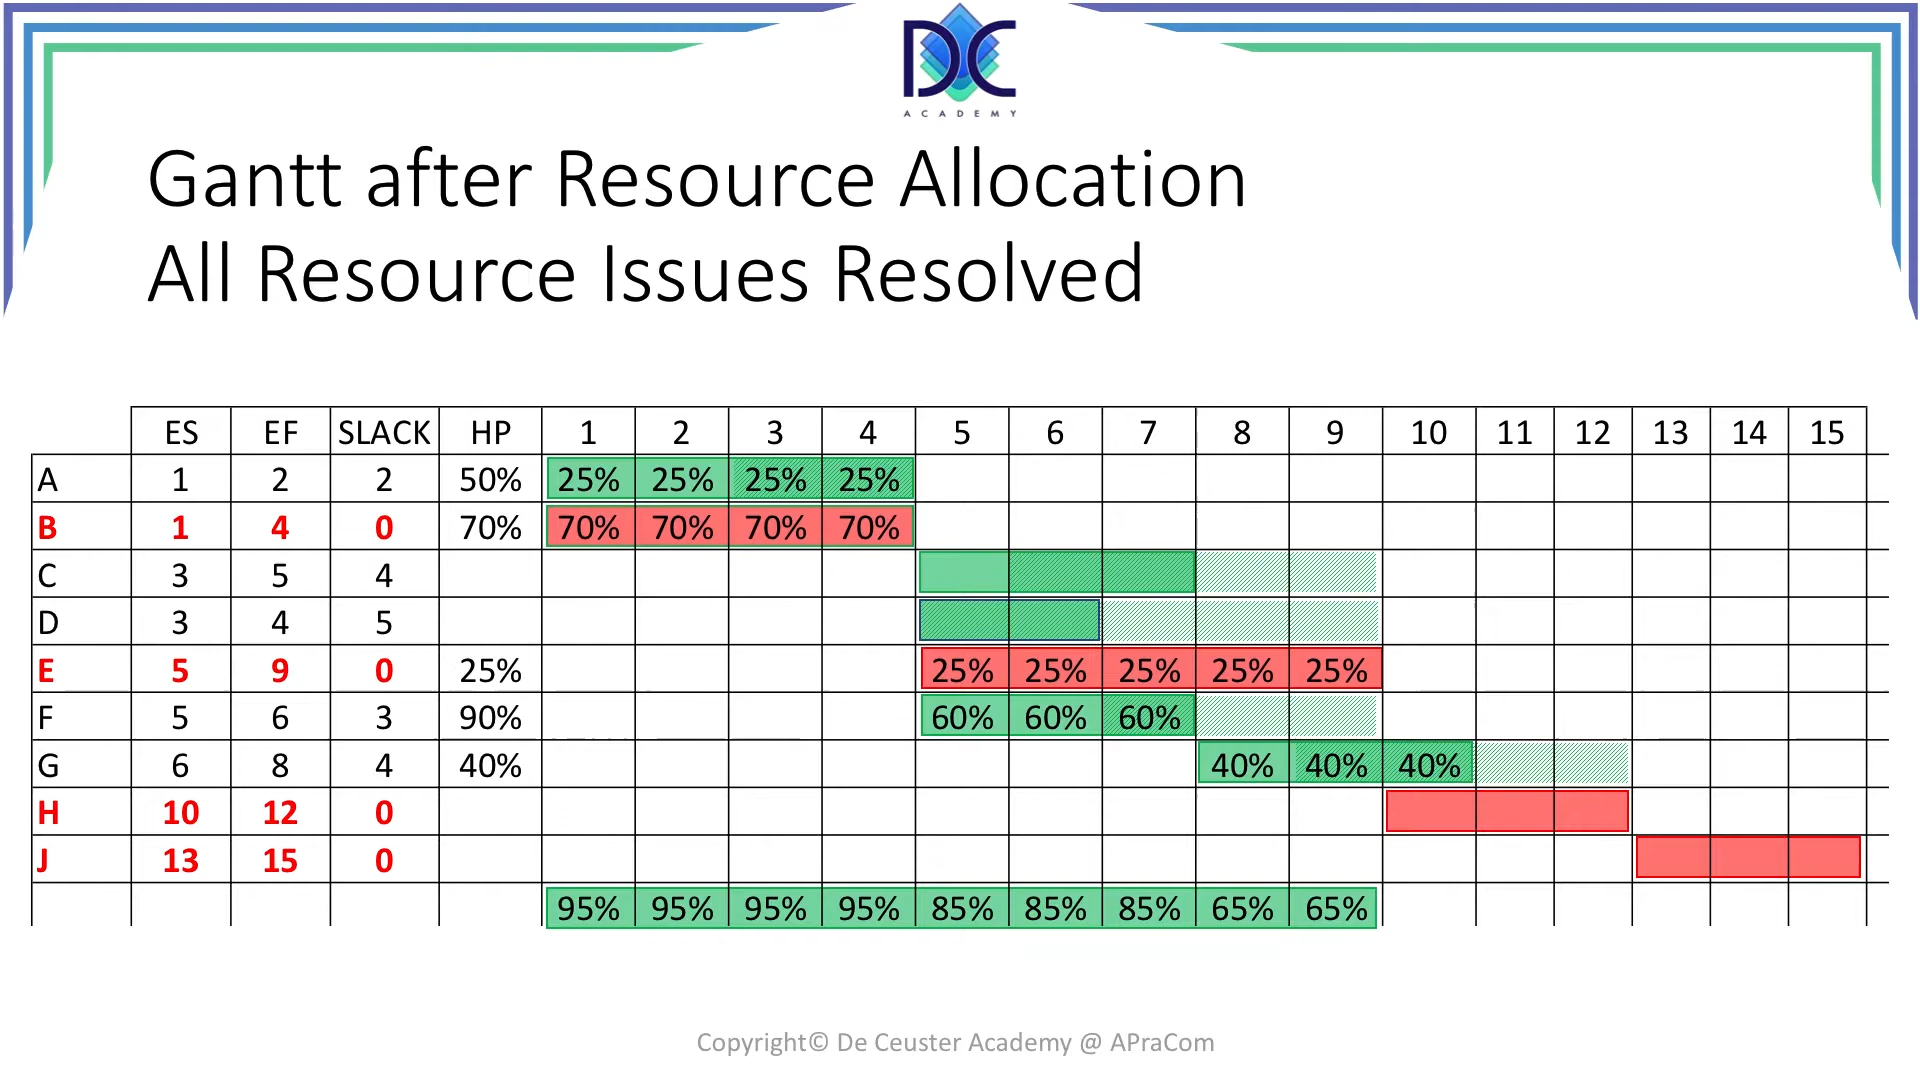 DC
ACADEMY
Gantt after Resource Allocation
All Resource Issues Resolved
ES EF SLACK HP 1 2 3 4 5 6 7 8 9 10 11 12 13 14 15
A 1 2 2 50% 25% 25% 25% 25%
B 1 4 0 70% 70% 70% 70% 70%
C 3 5 4
D 3 4 5
E 5 9 0 25% 25% 25% 25% 25% 25%
F 5 6 3 90% 60% 60% 60%
G 6 8 4 40% 40% 40% 40%
H 10 12 0
J 13 15 0
95% 95% 95% 95% 85% 85% 85% 65% 65%
Copyright© De Ceuster Academy @ APraCom